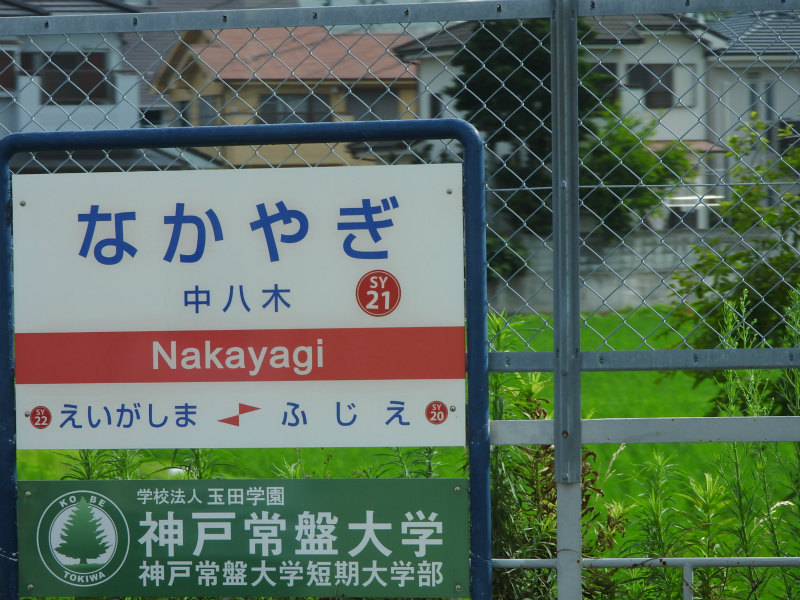 なかやぎ
中八木
SY
21
Nakayagi
SY
22
えいがしま
ふじえ
SY
20
KOBE
TOKIWA
学校法人 玉田学園
神戸常盤大学
神戸常盤大学短期大学部